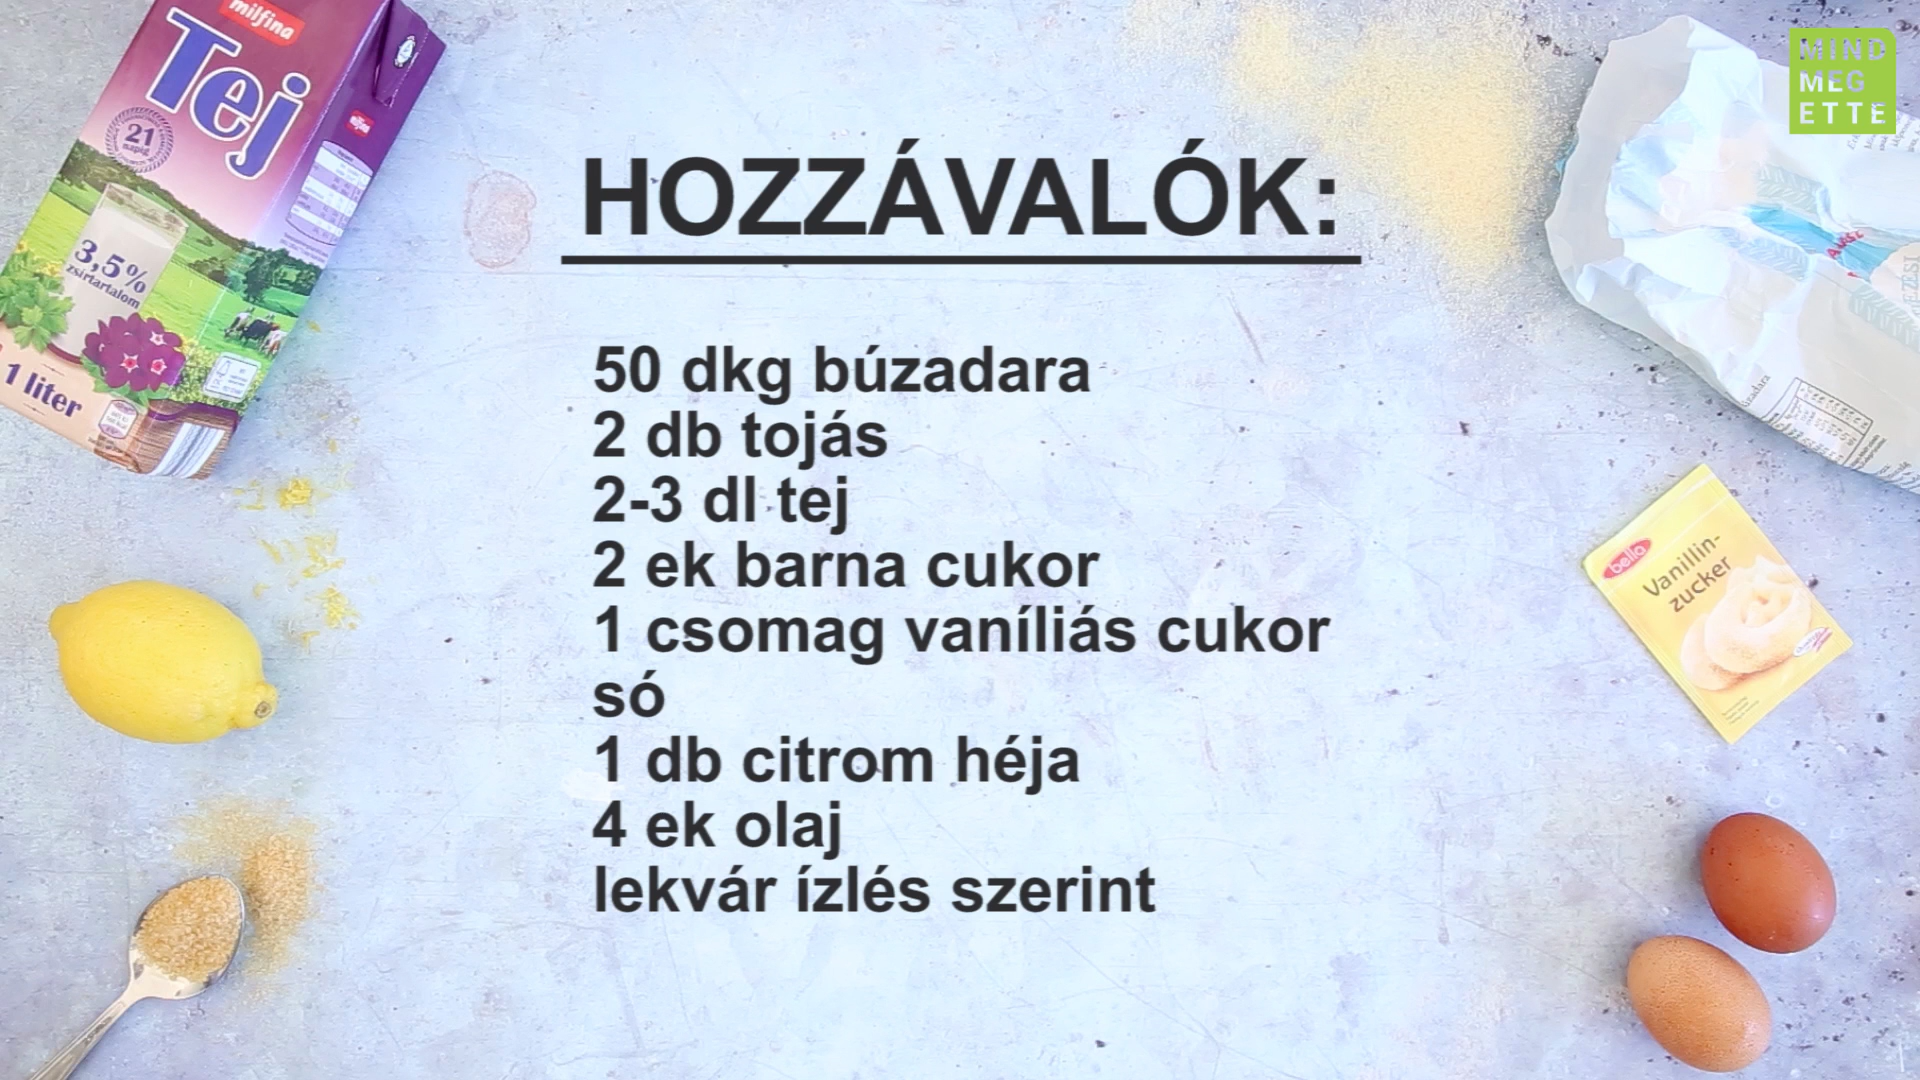 milfina
Tej
21
napig
3,5%
zsírtartalom
1 liter
MIND
MEG
ETTE
HOZZÁVALÓK:
50 dkg búzadara
2 db tojás
2-3 dl tej
2 ek barna cukor
1 csomag vaníliás cukor
só
1 db citrom héja
4 ek olaj
lekvár ízlés szerint
bella
Vanillin-
zucker